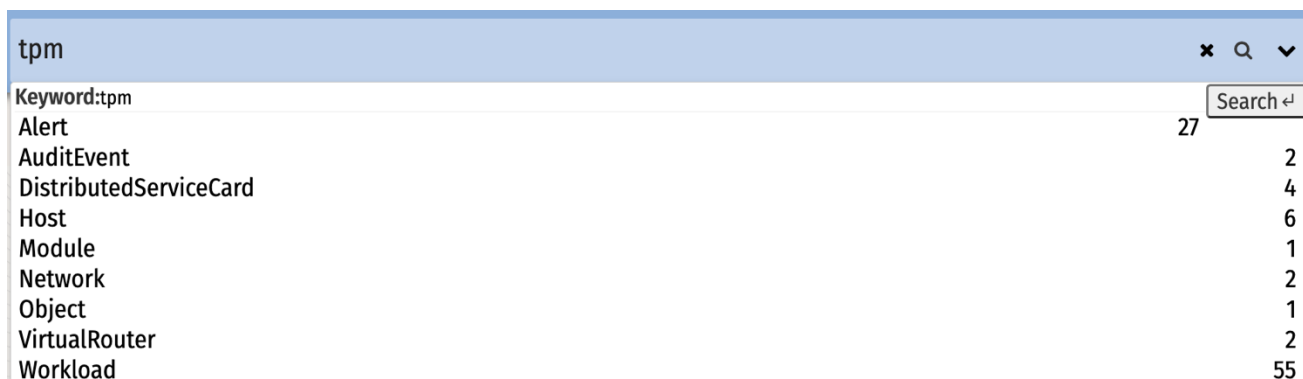 tpm
Keyword:tpm
Search ↵
Alert 27
AuditEvent 2
DistributedServiceCard 4
Host 6
Module 1
Network 2
Object 1
VirtualRouter 2
Workload 55